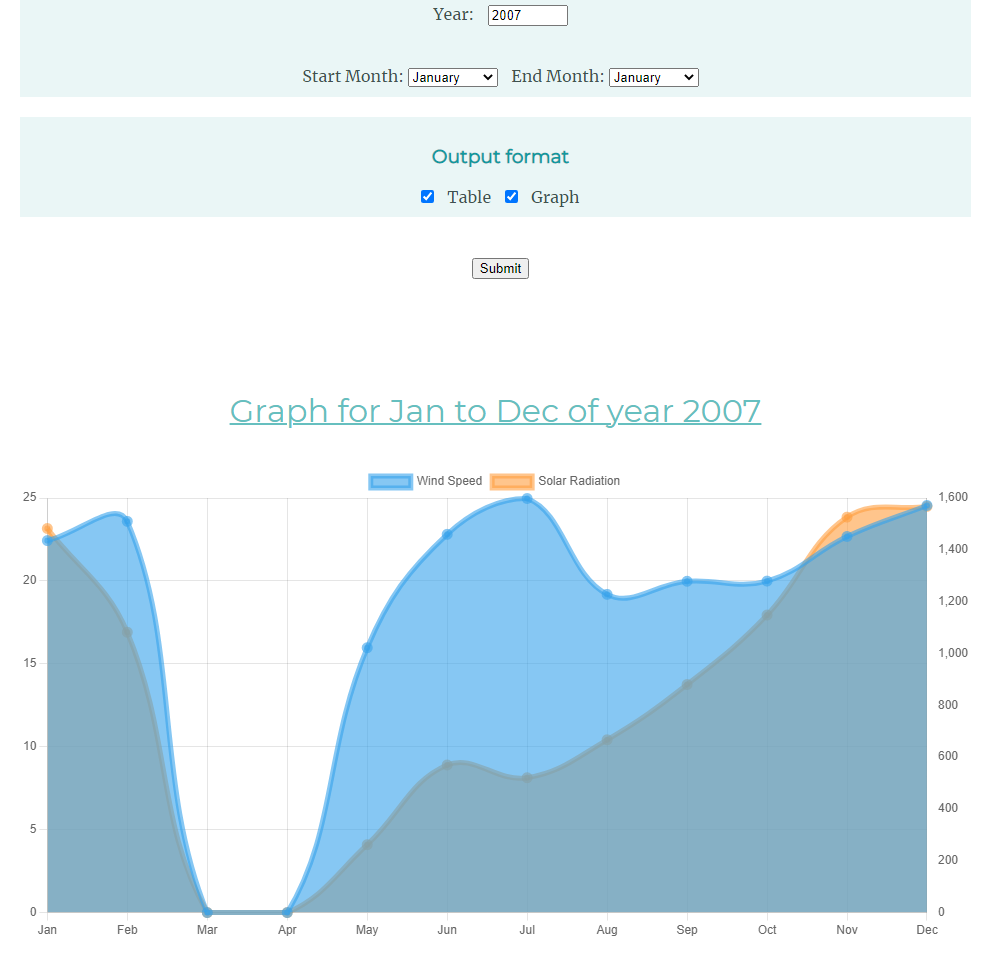 Year: 2007
Start Month: January End Month: January
Output format
Table Graph
Submit
Graph for Jan to Dec of year 2007
Wind Speed Solar Radiation
25 1,600
1,400
20
1,200
15 1,000
800
10
600
5
400
200
0 0
Jan Feb Mar Apr May Jun Jul Aug Sep Oct Nov Dec